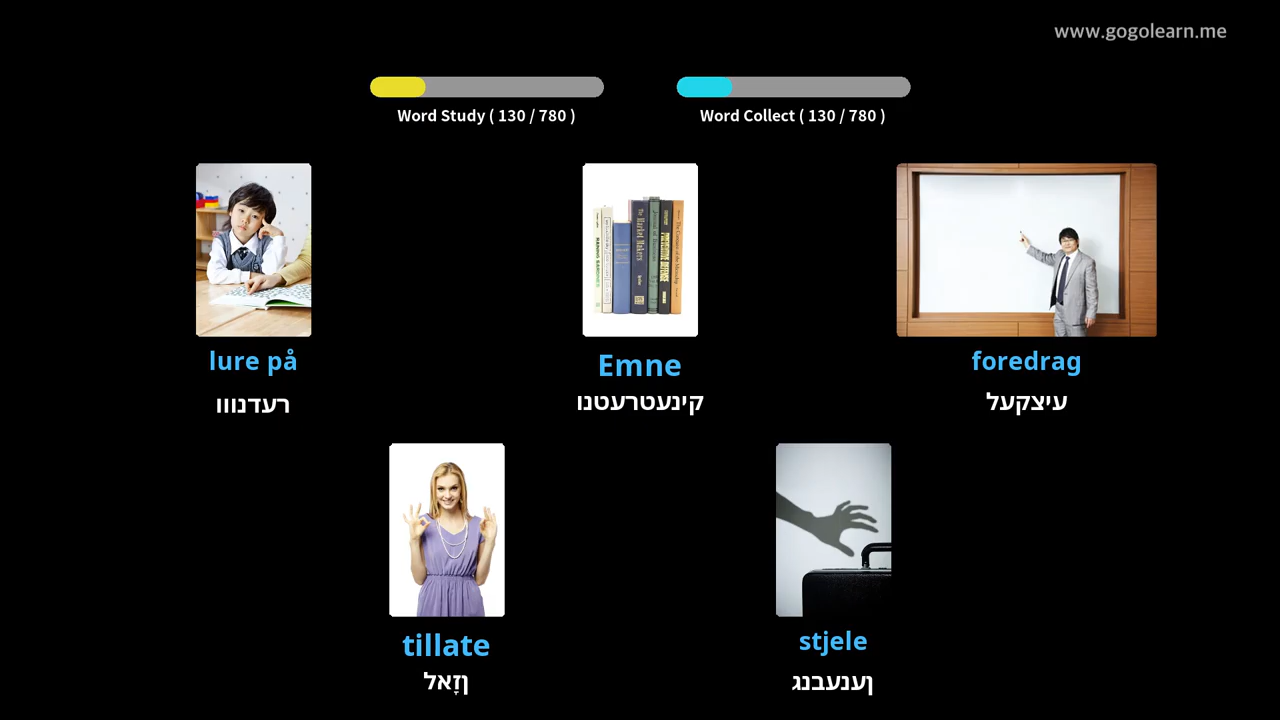 www.gogolearn.me
Word Study ( 130 / 780 )
Word Collect ( 130 / 780 )
lure på
רעדנווו
Emne
קינעטרעטנו
foredrag
עיצקעל
tillate
ןזָאל
stjele
ןענעבנג